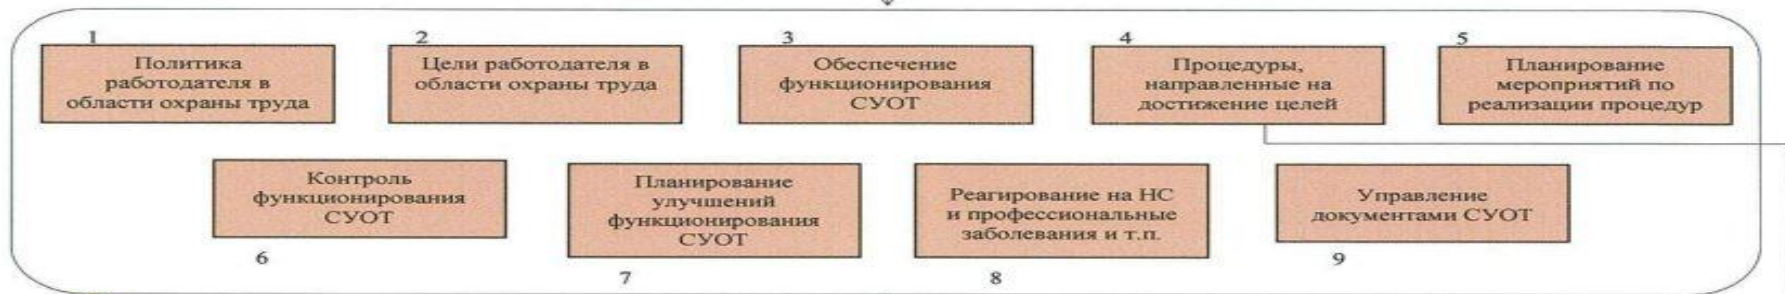 1
Политика
работодателя в
области охраны труда
2
Цели работодателя в
области охраны труда
3
Обеспечение
функционирования
СУОТ
4
Процедуры,
направленные на
достижение целей
5
Планирование
мероприятий по
реализации процедур
Контроль
функционирования
СУОТ
6
Планирование
улучшений
функционирования
СУОТ
7
Реагирование на НС
и профессиональные
заболевания и т.п.
8
Управление
документами СУОТ
9